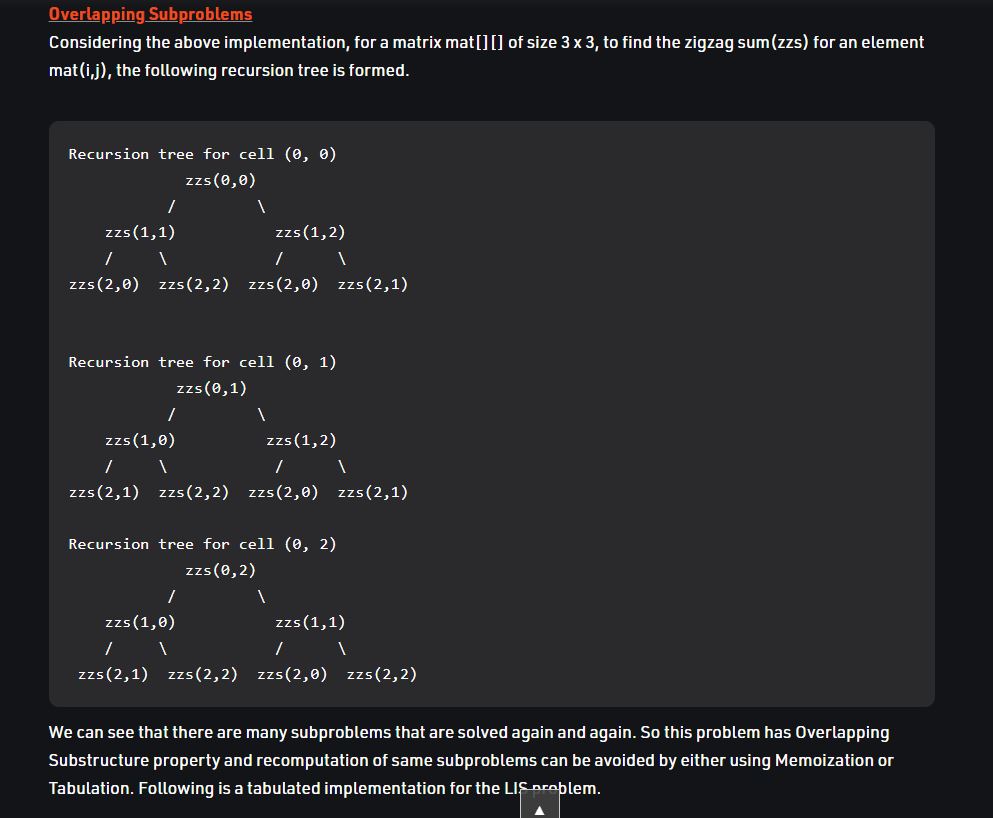 Overlapping Subproblems
Considering the above implementation, for a matrix mat[][] of size 3 x 3, to find the zigzag sum(zzs) for an element
mat(i,j), the following recursion tree is formed.
Recursion tree for cell (0, 0)
zzs(0,0)
/ \
zzs(1,1) zzs(1,2)
/ \ / \
zzs(2,0) zzs(2,2) zzs(2,0) zzs(2,1)
Recursion tree for cell (0, 1)
zzs(0,1)
/ \
zzs(1,0) zzs(1,2)
/ \ / \
zzs(2,1) zzs(2,2) zzs(2,0) zzs(2,1)
Recursion tree for cell (0, 2)
zzs(0,2)
/ \
zzs(1,0) zzs(1,1)
/ \ / \
zzs(2,1) zzs(2,2) zzs(2,0) zzs(2,2)
We can see that there are many subproblems that are solved again and again. So this problem has Overlapping
Substructure property and recomputation of same subproblems can be avoided by either using Memoization or
Tabulation. Following is a tabulated implementation for the LIS problem.